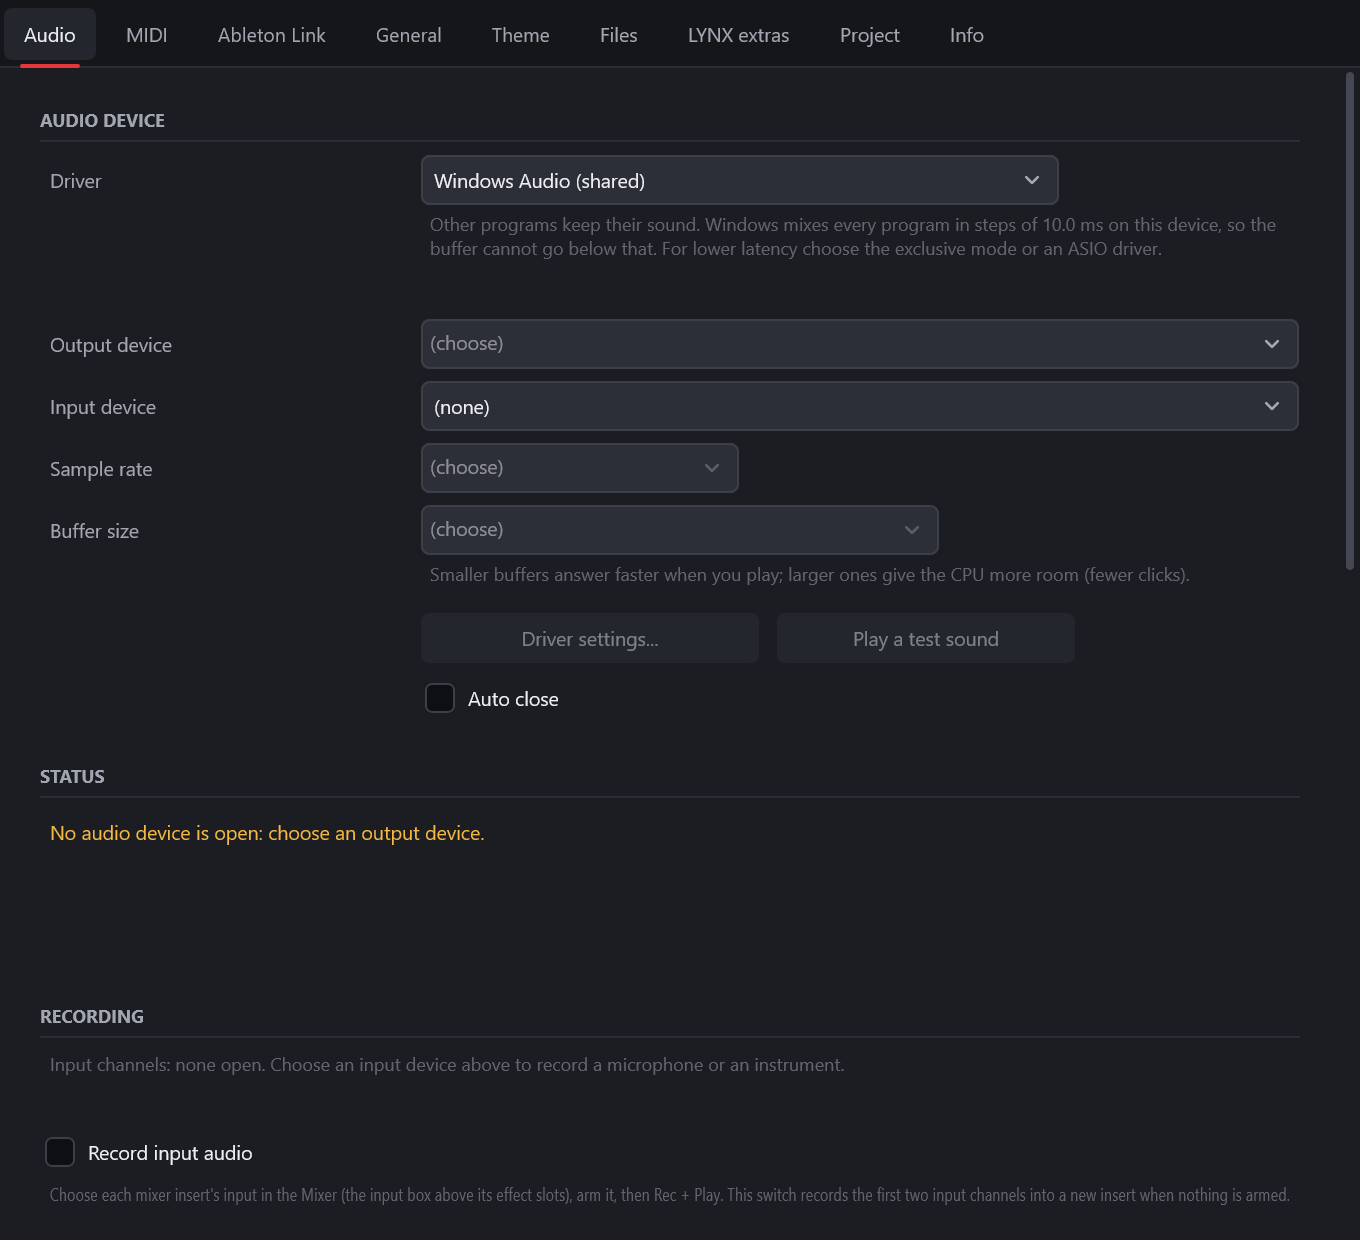 Audio MIDI Ableton Link General Theme Files LYNX extras Project Info
AUDIO DEVICE
Driver
Windows Audio (shared)
Other programs keep their sound. Windows mixes every program in steps of 10.0 ms on this device, so the
buffer cannot go below that. For lower latency choose the exclusive mode or an ASIO driver.
Output device
(choose)
Input device
(none)
Sample rate
(choose)
Buffer size
(choose)
Smaller buffers answer faster when you play; larger ones give the CPU more room (fewer clicks).
Driver settings...
Play a test sound
Auto close
STATUS
No audio device is open: choose an output device.
RECORDING
Input channels: none open. Choose an input device above to record a microphone or an instrument.
Record input audio
Choose each mixer insert's input in the Mixer (the input box above its effect slots), arm it, then Rec + Play. This switch records the first two input channels into a new insert when nothing is armed.